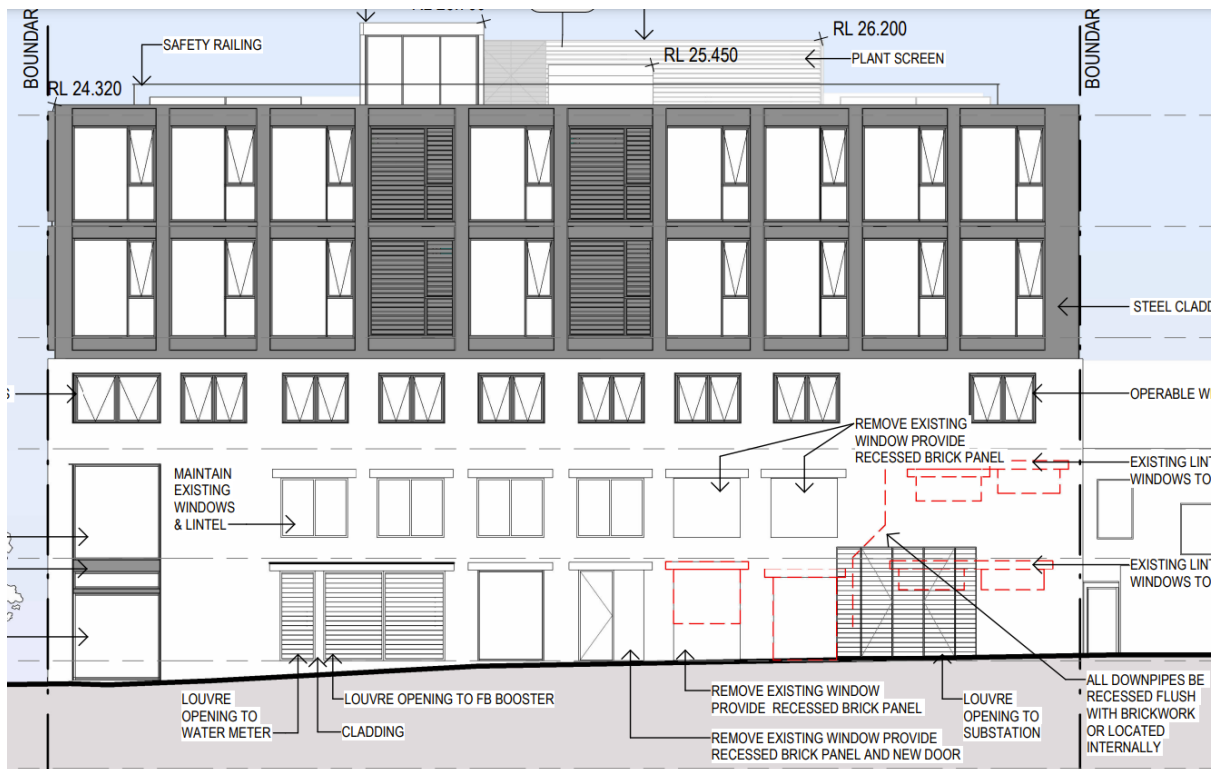 BOUNDAR
SAFETY RAILING
RL 24.320
RL 25.450
RL 26.200
PLANT SCREEN
BOUNDAR
STEEL CLADD
OPERABLE W
REMOVE EXISTING
WINDOW PROVIDE
RECESSED BRICK PANEL
MAINTAIN
EXISTING
WINDOWS
& LINTEL
EXISTING LINT
WINDOWS TO
EXISTING LINT
WINDOWS TO
LOUVRE
OPENING TO
WATER METER
CLADDING
LOUVRE OPENING TO FB BOOSTER
REMOVE EXISTING WINDOW
PROVIDE RECESSED BRICK PANEL
REMOVE EXISTING WINDOW PROVIDE
RECESSED BRICK PANEL AND NEW DOOR
LOUVRE
OPENING TO
SUBSTATION
ALL DOWNPIPES BE
RECESSED FLUSH
WITH BRICKWORK
OR LOCATED
INTERNALLY